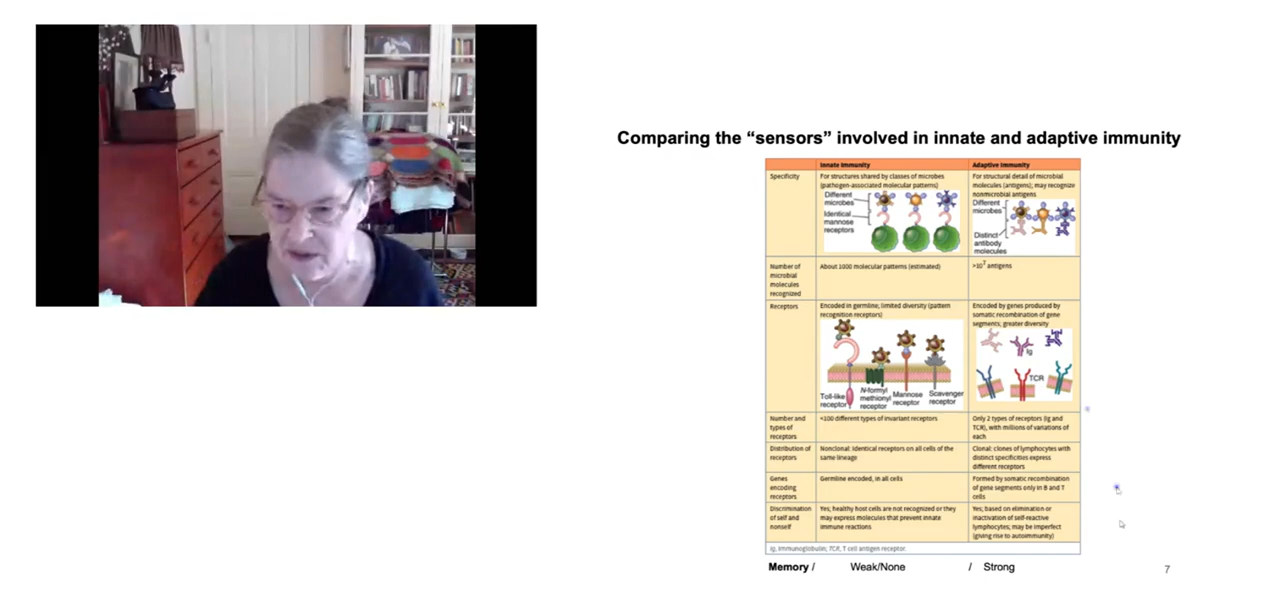 Comparing the “sensors” involved in innate and adaptive immunity
Innate Immunity
Adaptive Immunity
Specificity
For structures shared by classes of microbes
(pathogen-associated molecular patterns)
Different
microbes
Identical
mannose
receptors
For structural detail of microbial
molecules (antigens); may recognize
nonmicrobial antigens
Different
microbes
Distinct
antibody
molecules
Number of
microbial
molecules
recognized
About 1000 molecular patterns (estimated)
>10⁷ antigens
Receptors
Encoded in germline; limited diversity (pattern
recognition receptors)
Toll-like
receptor
N-formyl
methionyl
receptor
Mannose
receptor
Scavenger
receptor
Encoded by genes produced by
somatic recombination of gene
segments; greater diversity
Ig
TCR
Number and
types of
receptors
<100 different types of invariant receptors
Only 2 types of receptors (Ig and
TCR), with millions of variations of
each
Distribution of
receptors
Nonclonal: identical receptors on all cells of the
same lineage
Clonal: clones of lymphocytes with
distinct specificities express
different receptors
Genes
encoding
receptors
Germline encoded, in all cells
Formed by somatic recombination
of gene segments only in B and T
cells
Discrimination
of self and
nonself
Yes; healthy host cells are not recognized or they
may express molecules that prevent innate
immune reactions
Yes; based on elimination or
inactivation of self-reactive
lymphocytes; may be imperfect
(giving rise to autoimmunity)
Ig, Immunoglobulin; TCR, T cell antigen receptor.
Memory / Weak/None / Strong
7